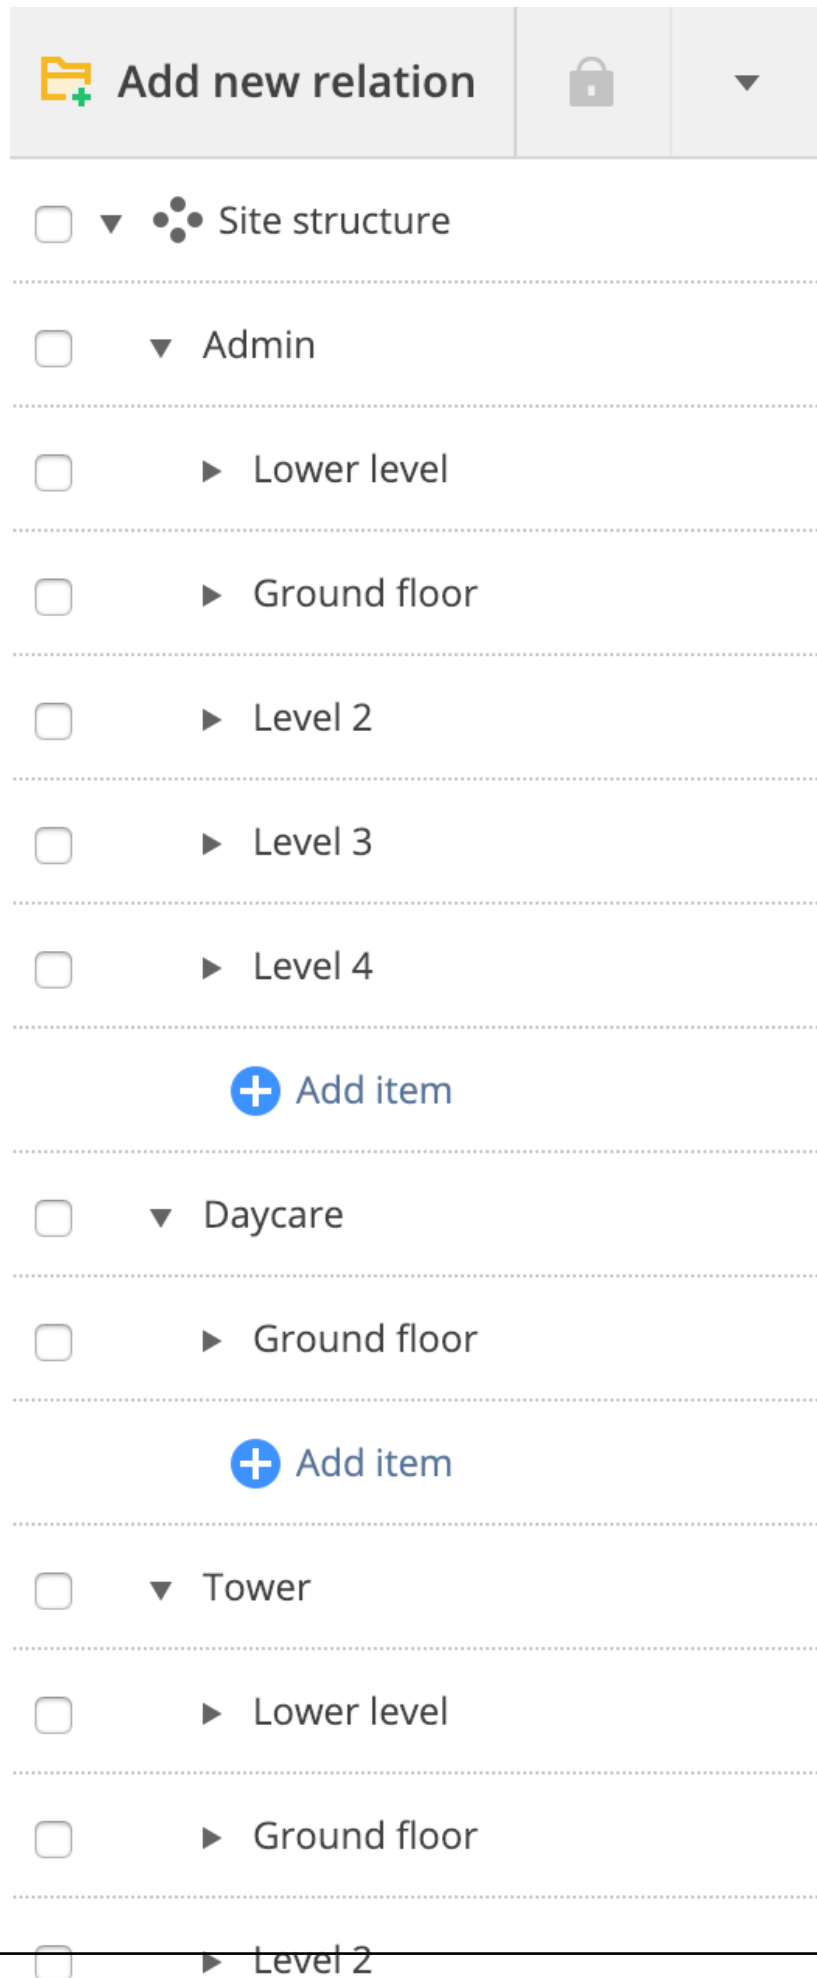 Add new relation
Site structure
Admin
Lower level
Ground floor
Level 2
Level 3
Level 4
Add item
Daycare
Ground floor
Add item
Tower
Lower level
Ground floor
Level 2